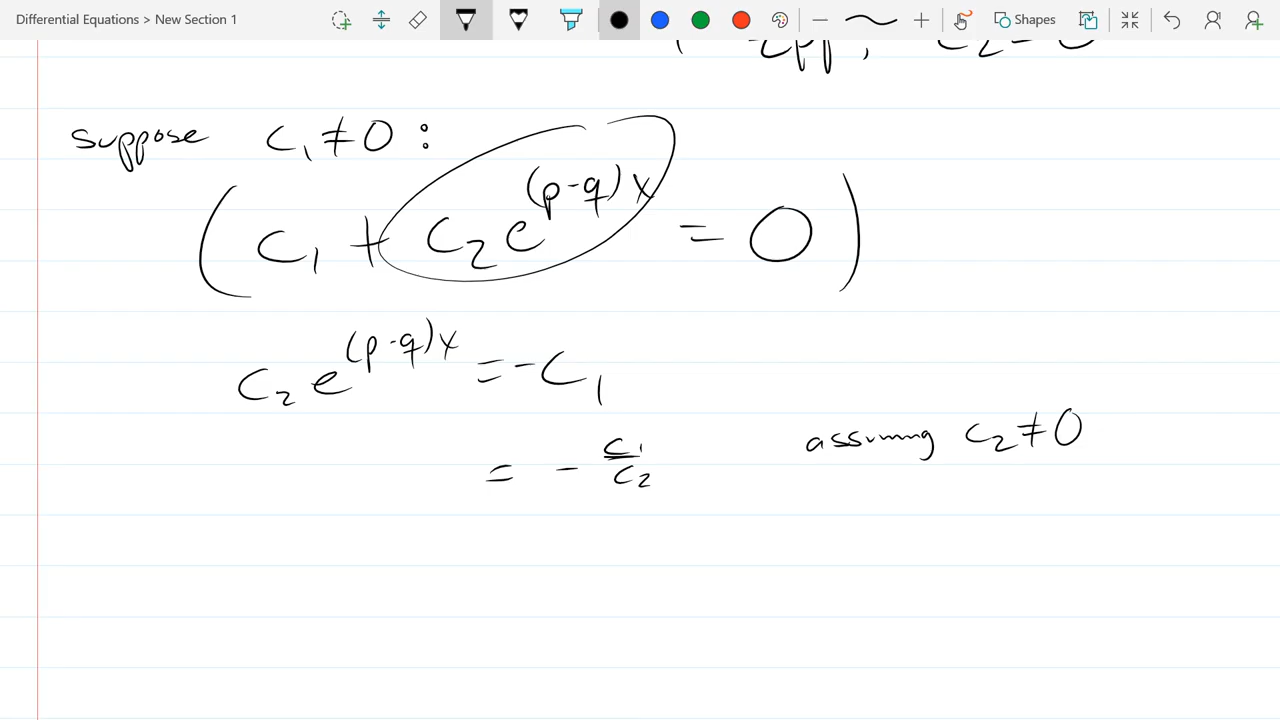 Differential Equations > New Section 1
Shapes
suppose c₁ ≠ 0 :
(c₁ + c₂e^(p-q)x = 0)
c₂e^(p-q)x = -c₁
= - c₁/c₂ assuming c₂ ≠ 0